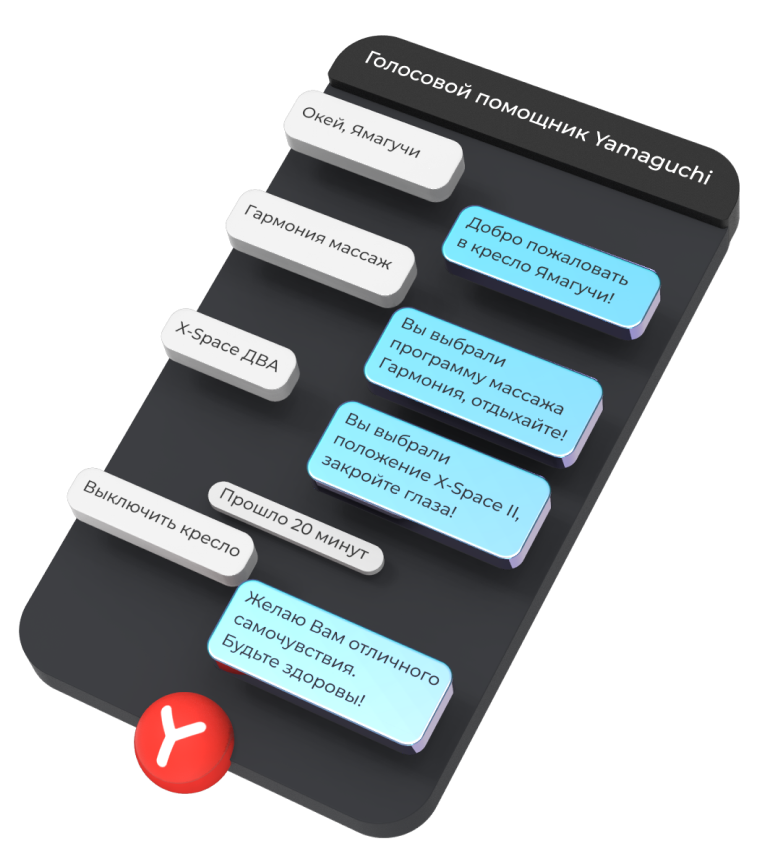 Голосовой помощник Yamaguchi
Окей, Ямагучи
Добро пожаловать
в кресло Ямагучи!
Гармония массаж
Вы выбрали
программу массажа
Гармония, отдыхайте!
X-Space ДВА
Вы выбрали
положение X-Space II,
закройте глаза!
Прошло 20 минут
Выключить кресло
Желаю Вам отличного
самочувствия.
Будьте здоровы!